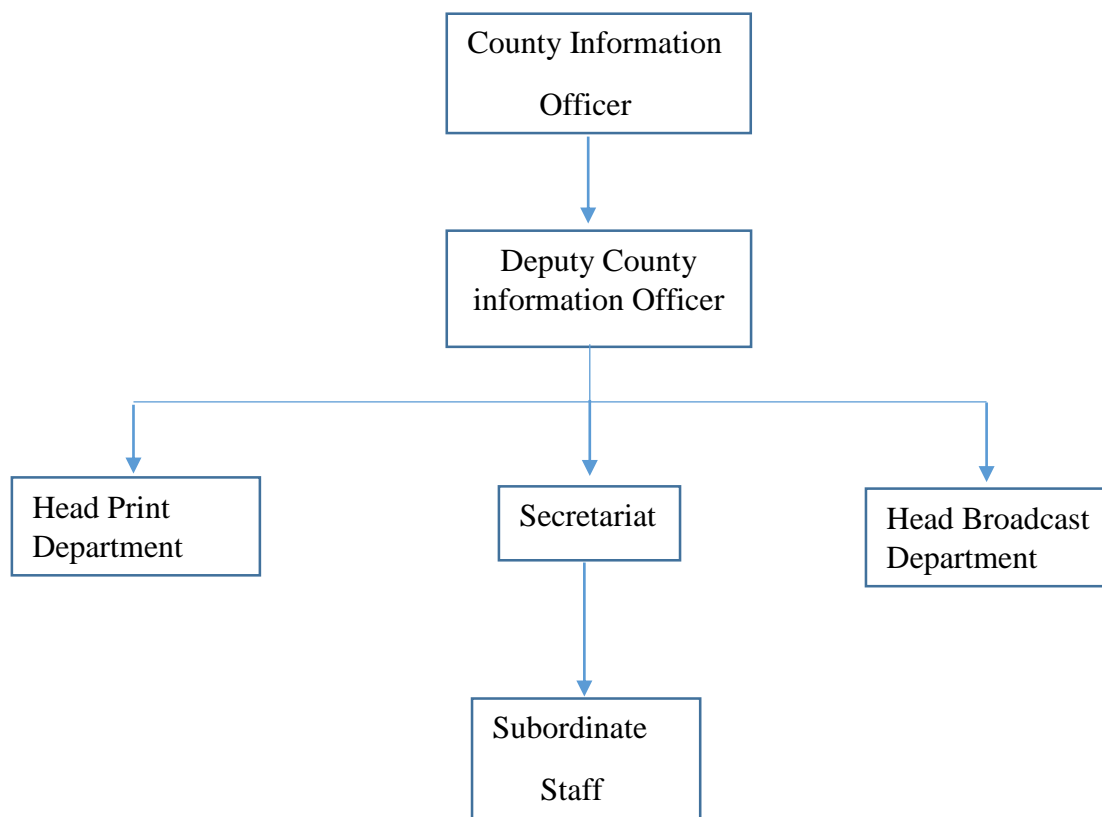 County Information
Officer
Deputy County
information Officer
Head Print
Department
Secretariat
Head Broadcast
Department
Subordinate
Staff